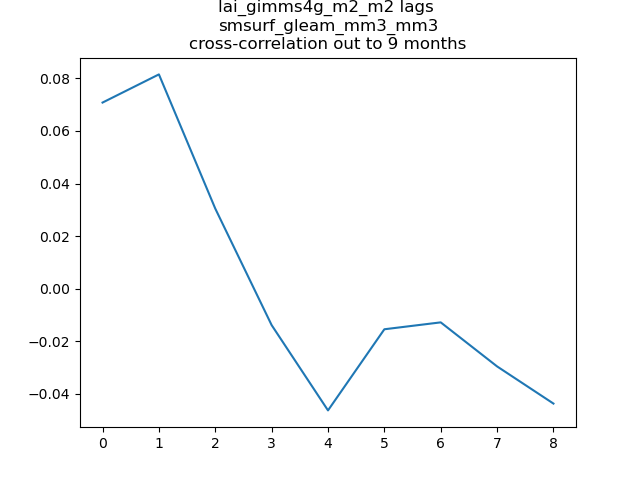 lai_gimms4g_m2_m2 lags
smsurf_gleam_mm3_mm3
cross-correlation out to 9 months
0.08
0.06
0.04
0.02
0.00
−0.02
−0.04
0 1 2 3 4 5 6 7 8